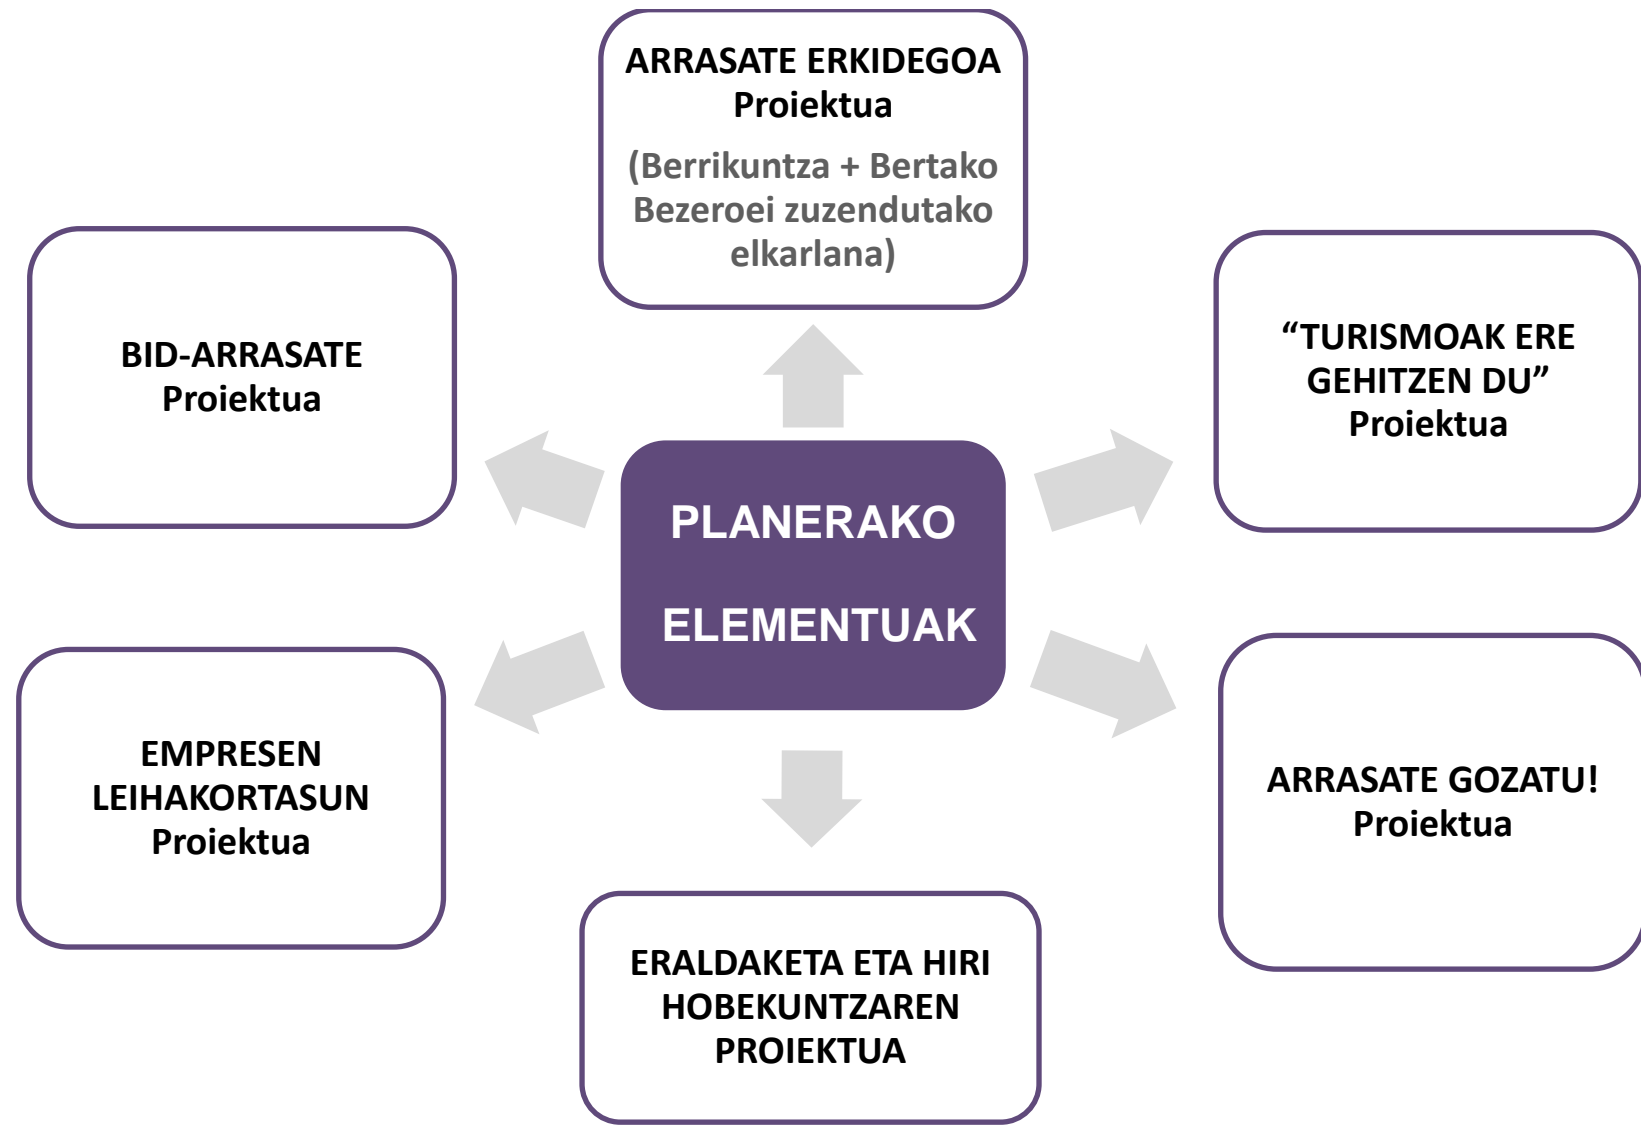 ARRASATE ERKIDEGOA
Proiektua
(Berrikuntza + Bertako
Bezeroei zuzendutako
elkarlana)
BID-ARRASATE
Proiektua
“TURISMOAK ERE
GEHITZEN DU”
Proiektua
PLANERAKO
ELEMENTUAK
EMPRESEN
LEIHAKORTASUN
Proiektua
ARRASATE GOZATU!
Proiektua
ERALDAKETA ETA HIRI
HOBEKUNTZAREN
PROIEKTUA